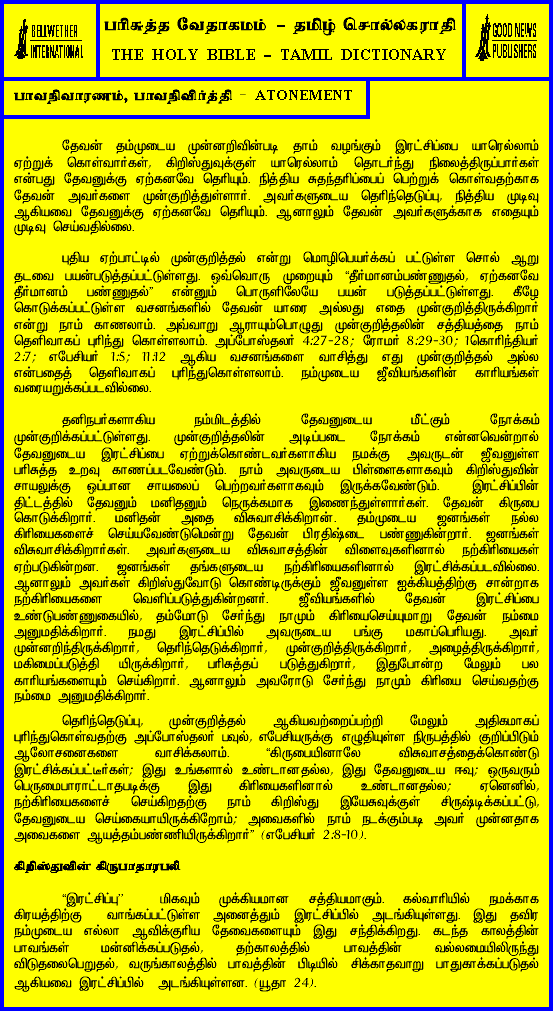 BELLWETHER
INTERNATIONAL
பரிசுத்த வேதாகமம் – தமிழ் சொல்லகராதி
THE HOLY BIBLE – TAMIL DICTIONARY
GOOD NEWS
PUBLISHERS
பாவநிவாரணம், பாவநிவிர்த்தி – ATONEMENT
தேவன் தம்முடைய முன்னறிவின்படி தாம் வழங்கும் இரட்சிப்பை யாரெல்லாம்
ஏற்றுக் கொள்வார்கள், கிறிஸ்துவுக்குள் யாரெல்லாம் தொடர்ந்து நிலைத்திருப்பார்கள்
என்பது தேவனுக்கு ஏற்கனவே தெரியும். நித்திய சுதந்தரிப்பைப் பெற்றுக் கொள்வதற்காக
தேவன் அவர்களை முன்குறித்துள்ளார். அவர்களுடைய தெரிந்தெடுப்பு, நித்திய முடிவு
ஆகியவை தேவனுக்கு ஏற்கனவே தெரியும். ஆனாலும் தேவன் அவர்களுக்காக எதையும்
முடிவு செய்வதில்லை.
புதிய ஏற்பாட்டில் முன்குறித்தல் என்று மொழிபெயர்க்கப் பட்டுள்ள சொல் ஆறு
தடவை பயன்படுத்தப்பட்டுள்ளது. ஒவ்வொரு முறையும் “தீர்மானம்பண்ணுதல், ஏற்கனவே
தீர்மானம் பண்ணுதல்” என்னும் பொருளிலேயே பயன் படுத்தப்பட்டுள்ளது. கீழே
கொடுக்கப்பட்டுள்ள வசனங்களில் தேவன் யாரை அல்லது எதை முன்குறித்திருக்கிறார்
என்று நாம் காணலாம். அவ்வாறு ஆராயும்பொழுது முன்குறித்தலின் சத்தியத்தை நாம்
தெளிவாகப் புரிந்து கொள்ளலாம். அப்போஸ்தலர் 4:27-28; ரோமர் 8:29-30; 1கொரிந்தியர்
2:7; எபேசியர் 1:5; 11:12 ஆகிய வசனங்களை வாசித்து எது முன்குறித்தல் அல்ல
என்பதைத் தெளிவாகப் புரிந்துகொள்ளலாம். நம்முடைய ஜீவியங்களின் காரியங்கள்
வரையறுக்கப்படவில்லை.
தனிநபர்களாகிய நம்மிடத்தில் தேவனுடைய மீட்கும் நோக்கம்
முன்குறிக்கப்பட்டுள்ளது. முன்குறித்தலின் அடிப்படை நோக்கம் என்னவென்றால்
தேவனுடைய இரட்சிப்பை ஏற்றுக்கொண்டவர்களாகிய நமக்கு அவருடன் ஜீவனுள்ள
பரிசுத்த உறவு காணப்படவேண்டும். நாம் அவருடைய பிள்ளைகளாகவும் கிறிஸ்துவின்
சாயலுக்கு ஒப்பான சாயலைப் பெற்றவர்களாகவும் இருக்கவேண்டும். இரட்சிப்பின்
திட்டத்தில் தேவனும் மனிதனும் நெருக்கமாக இணைந்துள்ளார்கள். தேவன் கிருபை
கொடுக்கிறார். மனிதன் அதை விசுவாசிக்கிறான். தம்முடைய ஜனங்கள் நல்ல
கிரியைகளைச் செய்யவேண்டுமென்று தேவன் பிரதிஷ்டை பண்ணுகின்றார். ஜனங்கள்
விசுவாசிக்கிறார்கள். அவர்களுடைய விசுவாசத்தின் விளைவுகளினால் நற்கிரியைகள்
ஏற்படுகின்றன. ஜனங்கள் தங்களுடைய நற்கிரியைகளினால் இரட்சிக்கப்படவில்லை.
ஆனாலும் அவர்கள் கிறிஸ்துவோடு கொண்டிருக்கும் ஜீவனுள்ள ஐக்கியத்திற்கு சான்றாக
நற்கிரியைகளை வெளிப்படுத்துகின்றனர். ஜீவியங்களில் தேவன் இரட்சிப்பை
உண்டுபண்ணுகையில், தம்மோடு சேர்ந்து நாமும் கிரியைசெய்யுமாறு தேவன் நம்மை
அனுமதிக்கிறார். நமது இரட்சிப்பில் அவருடைய பங்கு மகாப்பெரியது. அவர்
முன்னறிந்திருக்கிறார், தெரிந்தெடுக்கிறார், முன்குறித்திருக்கிறார், அழைத்திருக்கிறார்,
மகிமைப்படுத்தி யிருக்கிறார், பரிசுத்தப் படுத்துகிறார், இதுபோன்ற மேலும் பல
காரியங்களையும் செய்கிறார். ஆனாலும் அவரோடு சேர்ந்து நாமும் கிரியை செய்வதற்கு
நம்மை அனுமதிக்கிறார்.
தெரிந்தெடுப்பு, முன்குறித்தல் ஆகியவற்றைப்பற்றி மேலும் அதிகமாகப்
புரிந்துகொள்வதற்கு அப்போஸ்தலர் பவுல், எபேசியருக்கு எழுதியுள்ள நிருபத்தில் குறிப்பிடும்
ஆலோசனைகளை வாசிக்கலாம். “கிருபையினாலே விசுவாசத்தைக்கொண்டு
இரட்சிக்கப்பட்டீர்கள்; இது உங்களால் உண்டானதல்ல, இது தேவனுடைய ஈவு; ஒருவரும்
பெருமைபாராட்டாதபடிக்கு இது கிரியைகளினால் உண்டானதல்ல; ஏனெனில்,
நற்கிரியைகளைச் செய்கிறதற்கு நாம் கிறிஸ்து இயேசுவுக்குள் சிருஷ்டிக்கப்பட்டு,
தேவனுடைய செய்கையாயிருக்கிறோம்; அவைகளில் நாம் நடக்கும்படி அவர் முன்னதாக
அவைகளை ஆயத்தம்பண்ணியிருக்கிறார்” (எபேசியர் 2:8-10).
கிறிஸ்துவின் கிருபாதாரபலி
“இரட்சிப்பு” மிகவும் முக்கியமான சத்தியமாகும். கல்வாரியில் நமக்காக
கிரயத்திற்கு வாங்கப்பட்டுள்ள அனைத்தும் இரட்சிப்பில் அடங்கியுள்ளது. இது தவிர
நம்முடைய எல்லா ஆவிக்குரிய தேவைகளையும் இது சந்திக்கிறது. கடந்த காலத்தின்
பாவங்கள் மன்னிக்கப்படுதல், தற்காலத்தில் பாவத்தின் வல்லமையிலிருந்து
விடுதலைபெறுதல், வருங்காலத்தில் பாவத்தின் பிடியில் சிக்காதவாறு பாதுகாக்கப்படுதல்
ஆகியவை இரட்சிப்பில் அடங்கியுள்ளன. (யூதா 24).